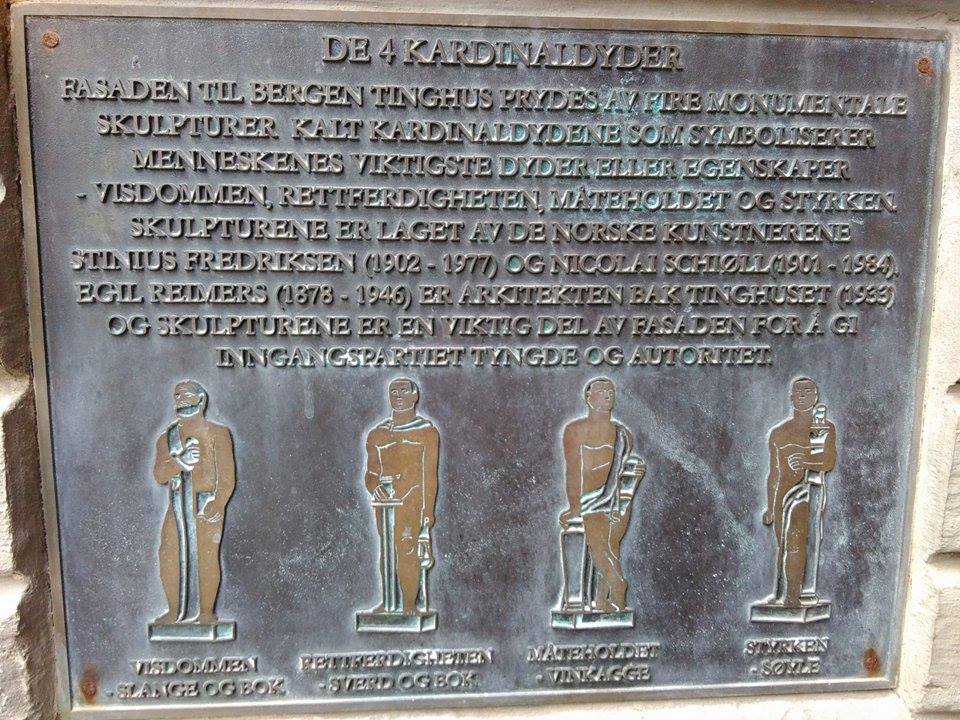 DE 4 KARDINALDYDER
FASADEN TIL BERGEN TINGHUS PRYDES AV FIRE MONUMENTALE
SKULPTURER KALT KARDINALDYDENE SOM SYMBOLISERER
MENNESKENES VIKTIGSTE DYDER ELLER EGENSKAPER
- VISDOMMEN, RETTFERDIGHETEN, MÅTEHOLDET OG STYRKEN.
SKULPTURENE ER LAGET AV DE NORSKE KUNSTNERENE
STINIUS FREDRIKSEN (1902 - 1977) OG NICOLAI SCHIØLL(1901 - 1984).
EGIL REIMERS (1878 - 1946) ER ARKITEKTEN BAK TINGHUSET (1933)
OG SKULPTURENE ER EN VIKTIG DEL AV FASADEN FOR Å GI
INNGANGSPARTIET TYNGDE OG AUTORITET.
VISDOMMEN
- SLANGE OG BOK
RETTFERDIGHETEN
- SVERD OG BOK
MÅTEHOLDET
- VINKAGGE
STYRKEN
- SØYLE